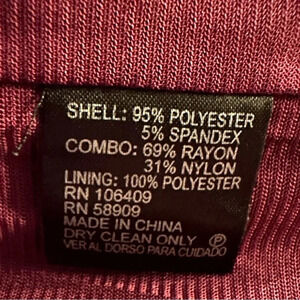 SHELL: 95% POLYESTER
5% SPANDEX
COMBO: 69% RAYON
31% NYLON
LINING: 100% POLYESTER
RN 106409
RN 58909
MADE IN CHINA
DRY CLEAN ONLY Ⓟ
VER AL DORSO PARA CUIDADO